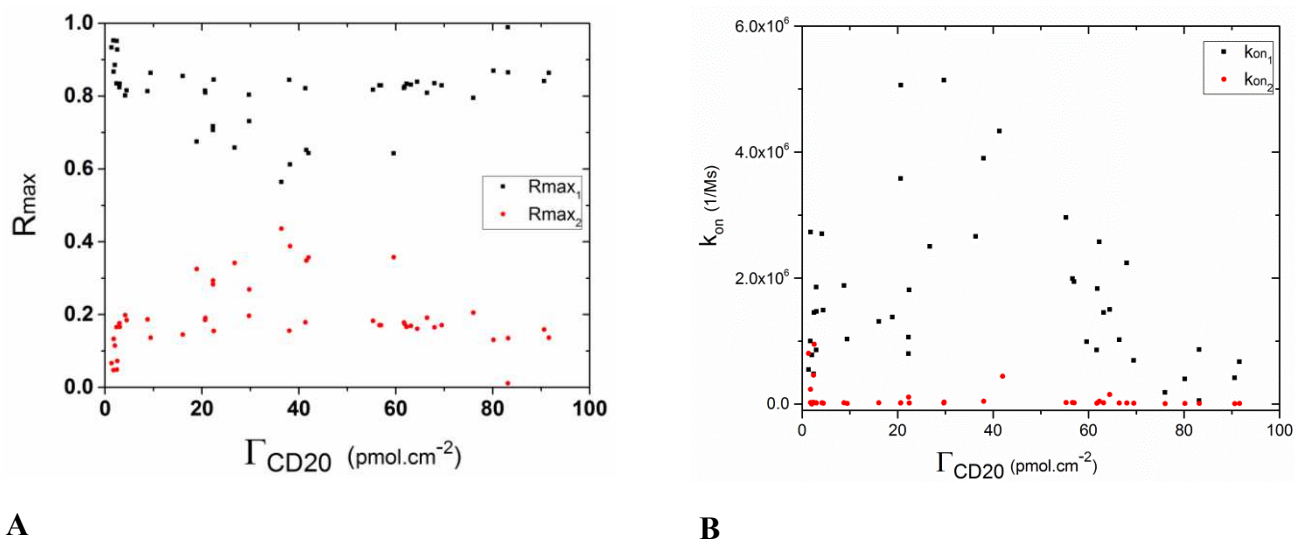 1.0
0.8
0.6
0.4
0.2
0.0
Rmax
Rmax1
Rmax2
0 20 40 60 80 100
ΓCD20 (pmol.cm-2)
A
6.0x10^6
4.0x10^6
2.0x10^6
0.0
kon (1/Ms)
kon1
kon2
0 20 40 60 80 100
ΓCD20 (pmol.cm-2)
B